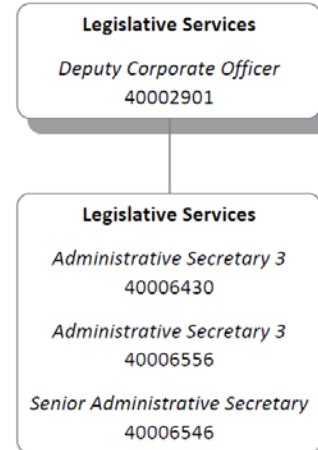 Legislative Services
Deputy Corporate Officer
40002901
Legislative Services
Administrative Secretary 3
40006430
Administrative Secretary 3
40006556
Senior Administrative Secretary
40006546